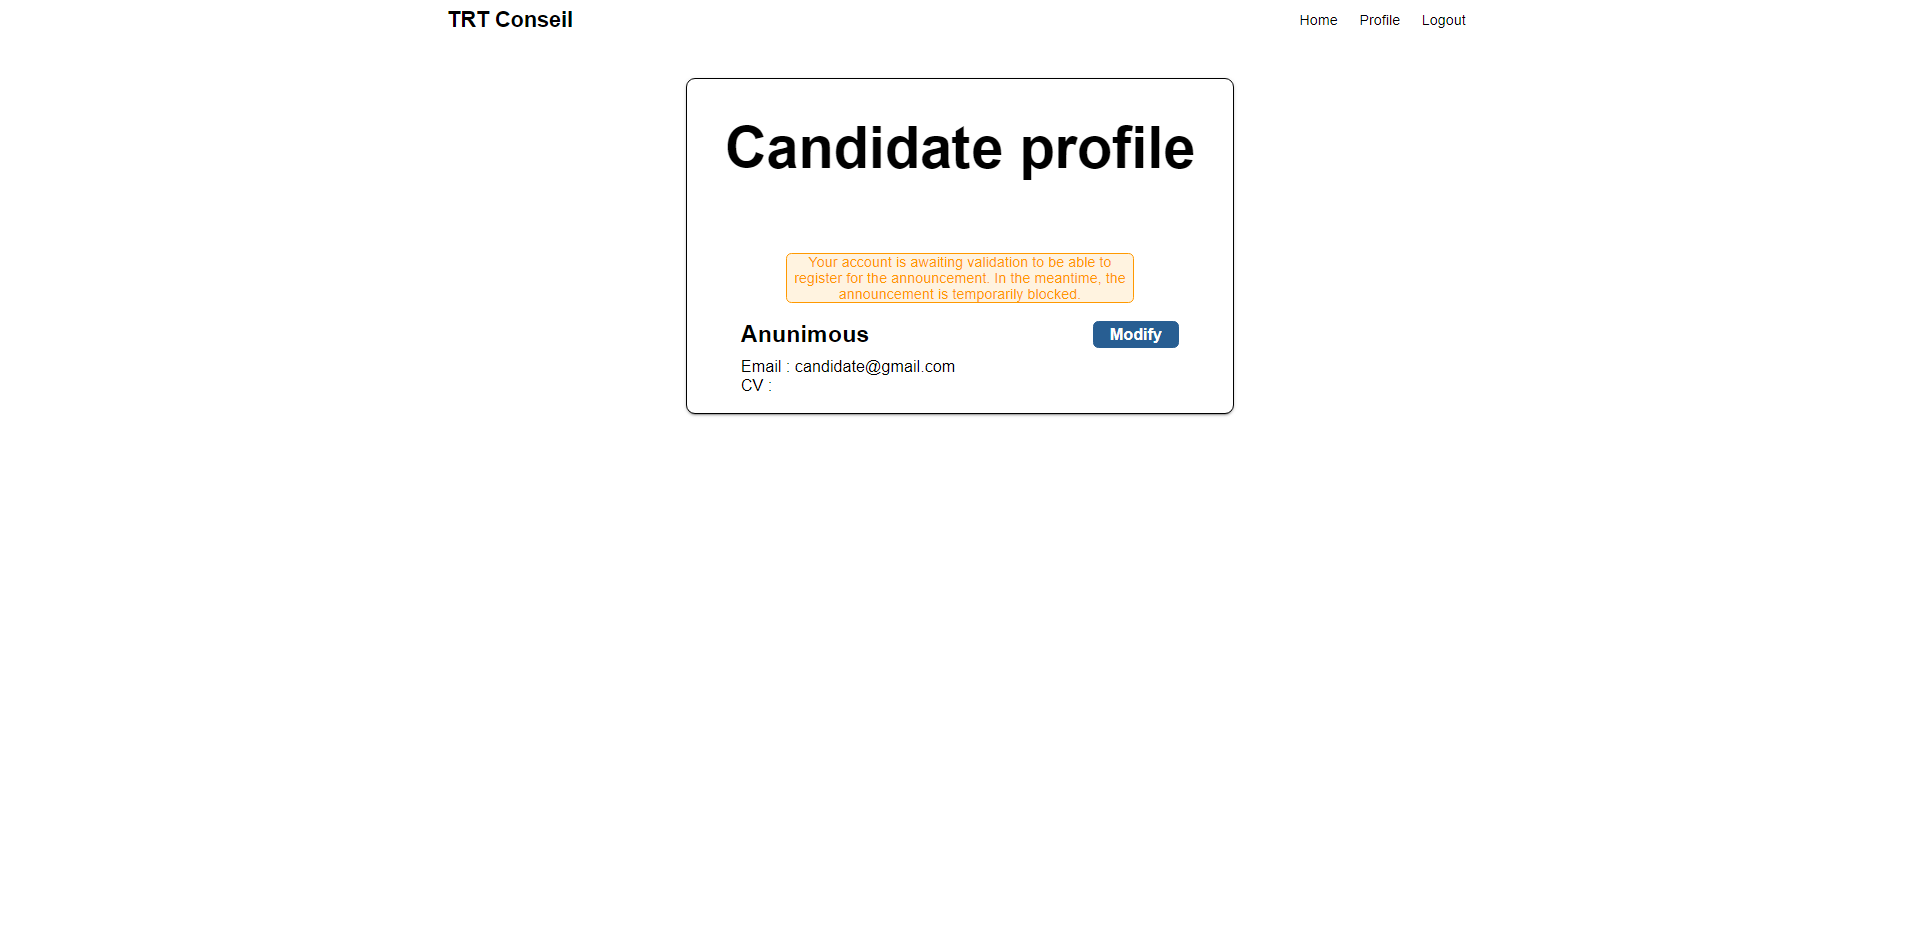 TRT Conseil
Home Profile Logout
Candidate profile
Your account is awaiting validation to be able to
register for the announcement. In the meantime, the
announcement is temporarily blocked.
Anunimous
Modify
Email : candidate@gmail.com
CV :